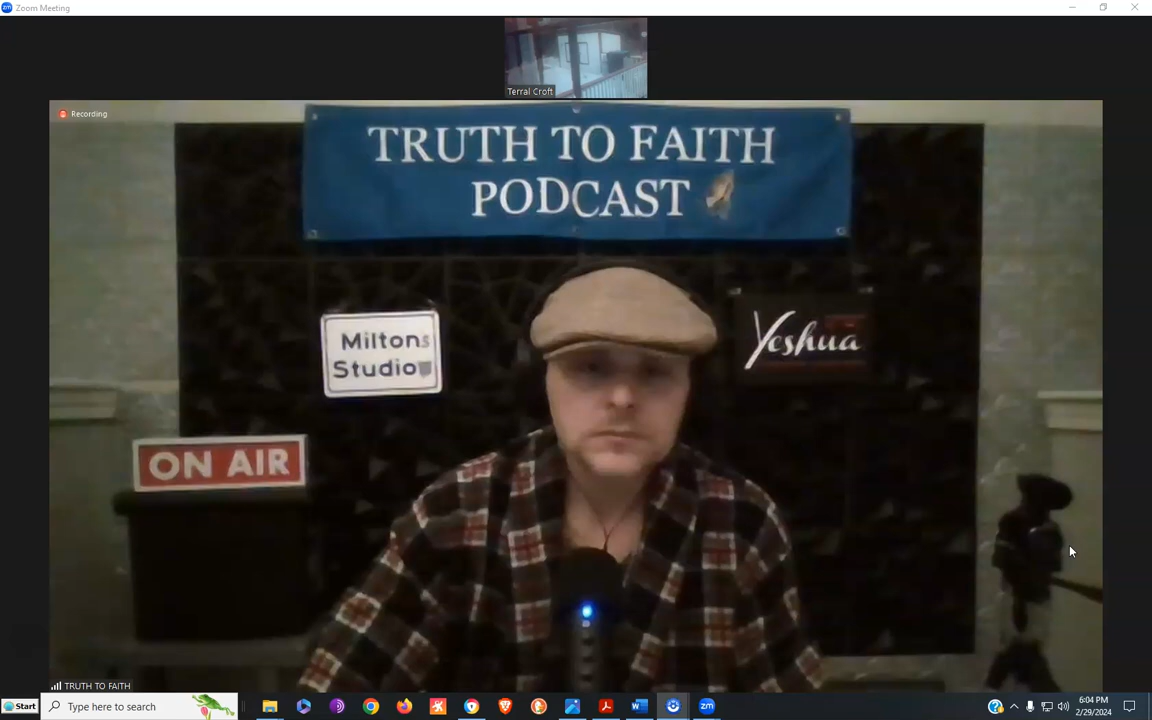 Zoom Meeting
Terral Croft
Recording
TRUTH TO FAITH
PODCAST
Miltons
Studio
Yeshua
ON AIR
TRUTH TO FAITH
Start
Type here to search
6:04 PM
2/29/2024